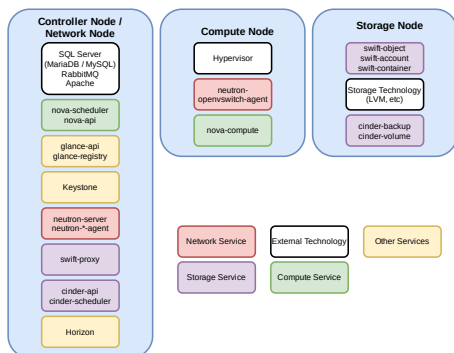 Controller Node /
Network Node
SQL Server
(MariaDB / MySQL)
RabbitMQ
Apache
nova-scheduler
nova-api
glance-api
glance-registry
Keystone
neutron-server
neutron-*-agent
swift-proxy
cinder-api
cinder-scheduler
Horizon
Compute Node
Hypervisor
neutron-
openvswitch-agent
nova-compute
Storage Node
swift-object
swift-account
swift-container
Storage Technology
(LVM, etc)
cinder-backup
cinder-volume
Network Service
External Technology
Other Services
Storage Service
Compute Service